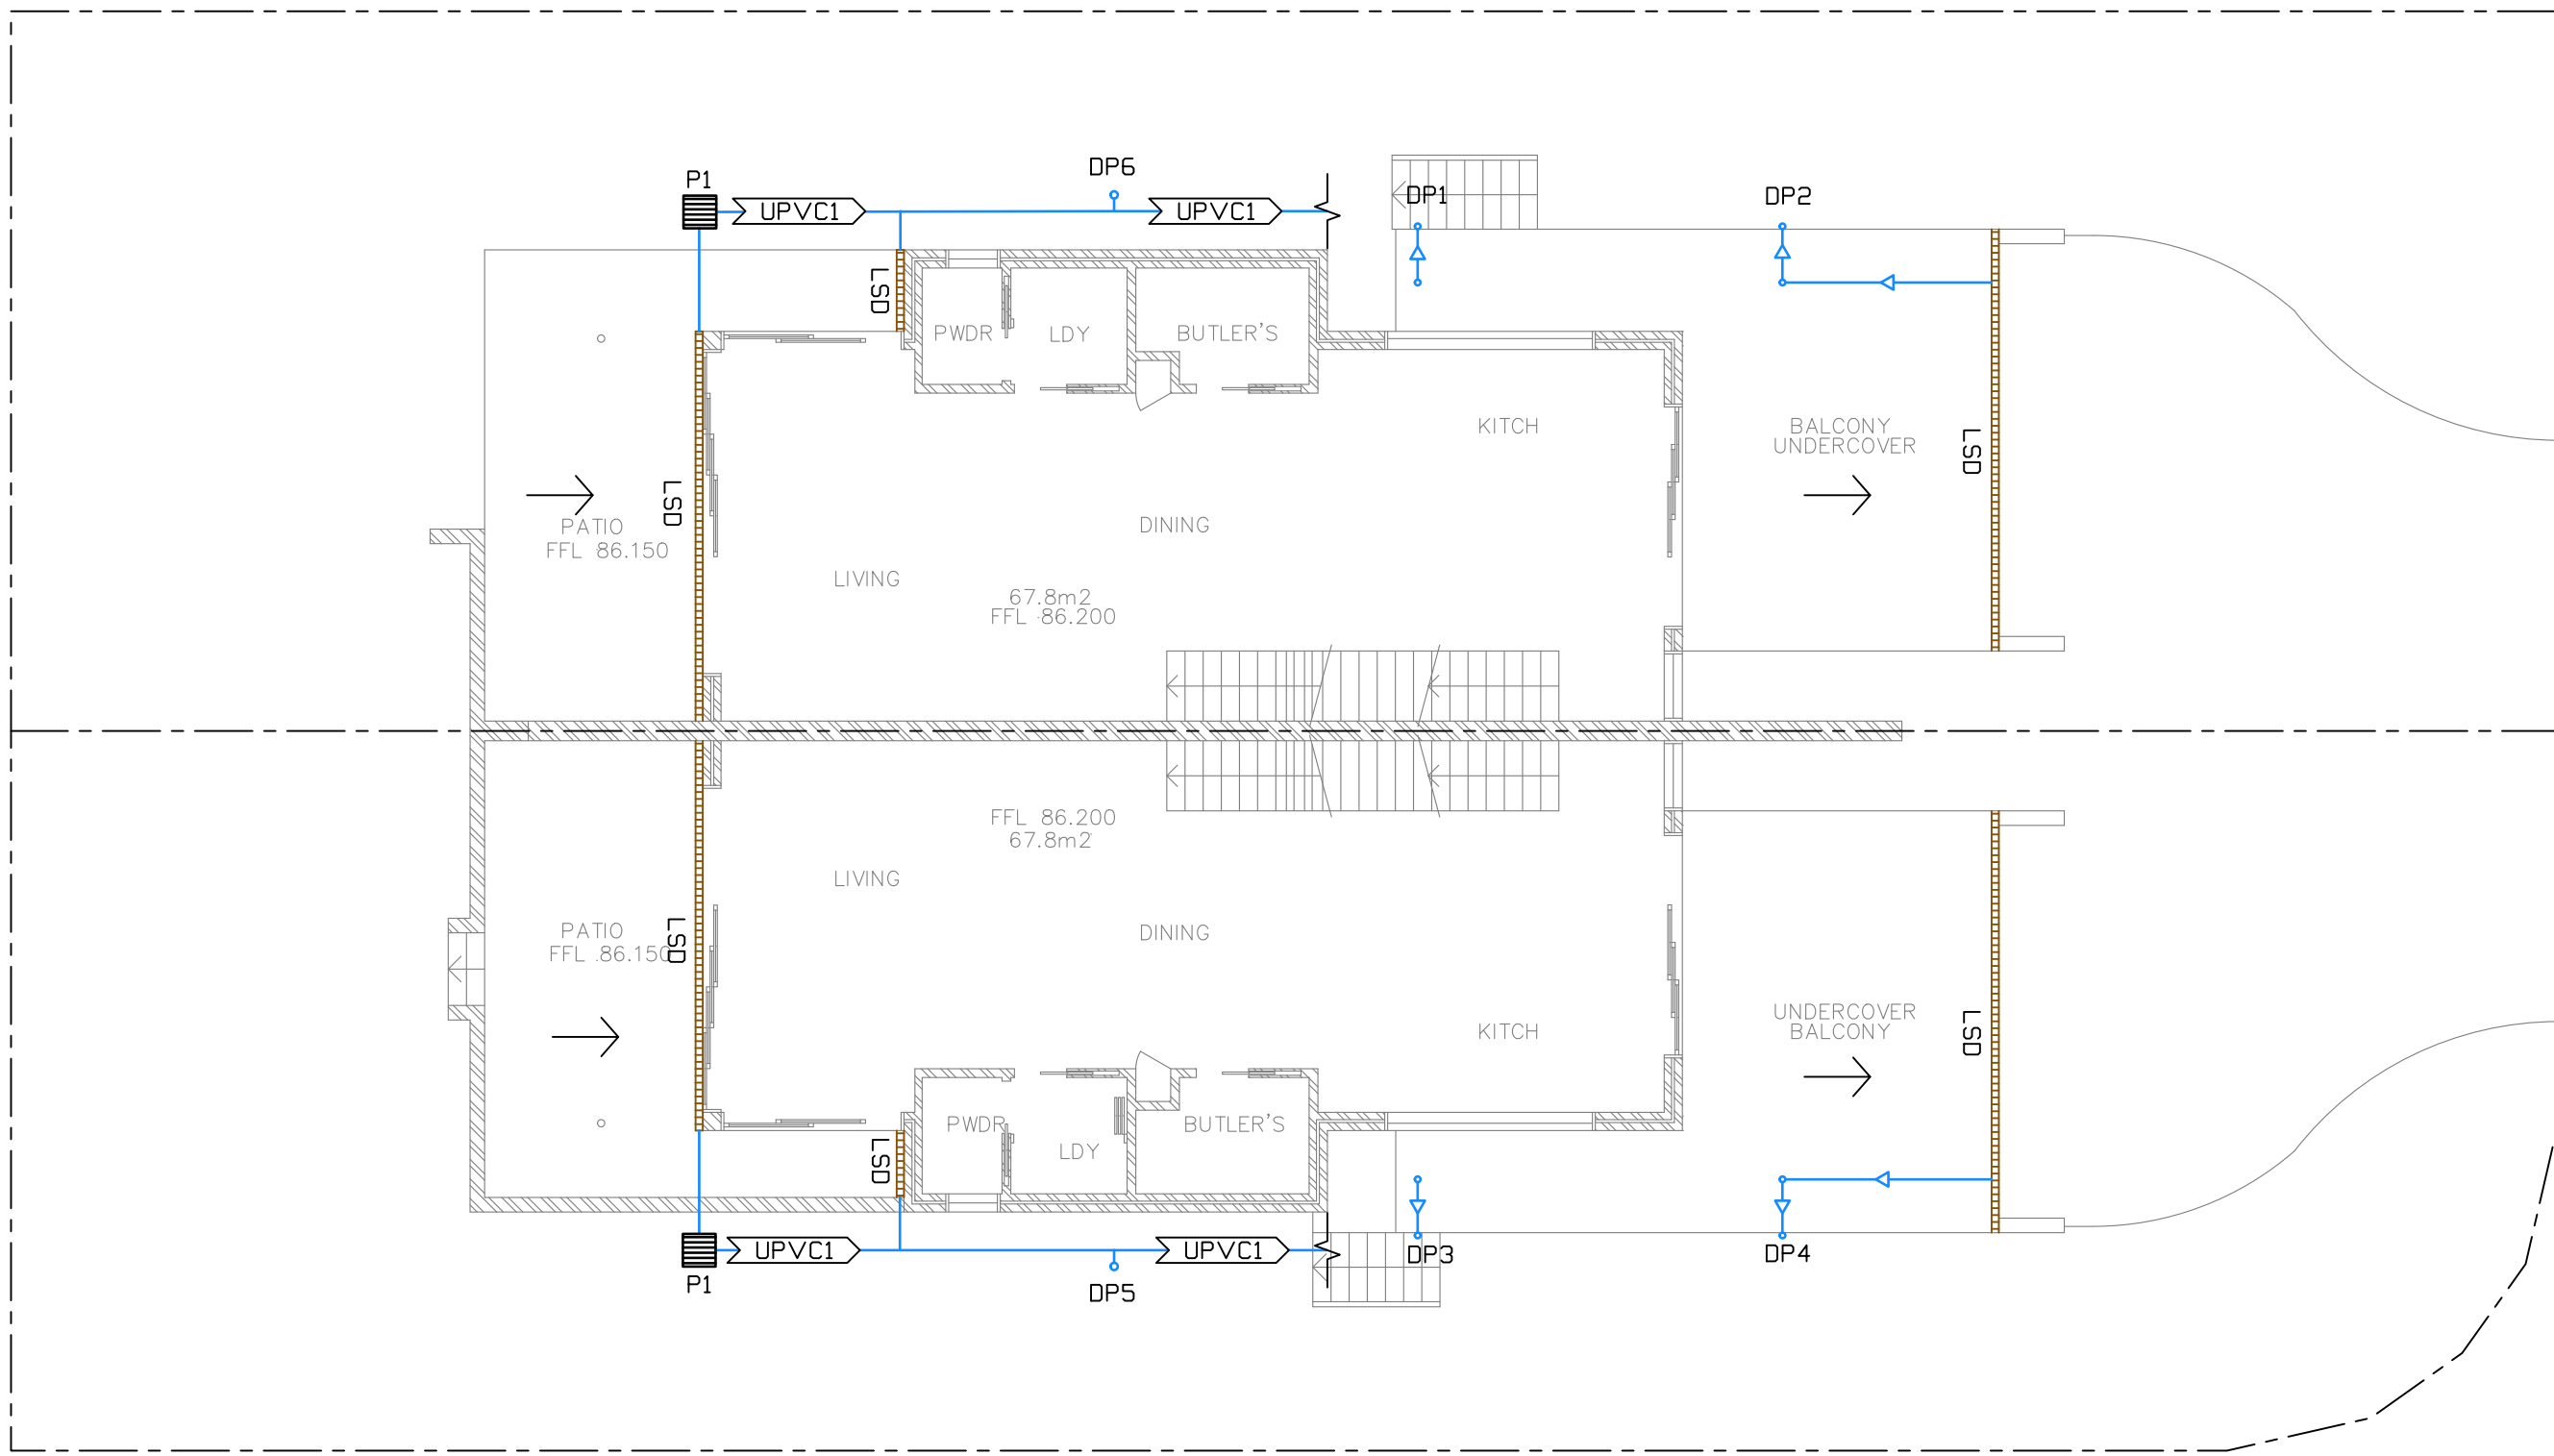 DP6
P1
UPVC1
UPVC1
DP1
DP2
LSD
PWDR
LDY
BUTLER'S
KITCH
BALCONY
UNDERCOVER
LSD
LSD
PATIO
FFL 86.150
DINING
LIVING
67.8m2
FFL 86.200
FFL 86.200
67.8m2
LIVING
PATIO
FFL 86.150
LSD
DINING
UNDERCOVER
BALCONY
KITCH
LSD
PWDR
LDY
BUTLER'S
LSD
UPVC1
UPVC1
DP3
DP4
P1
DP5